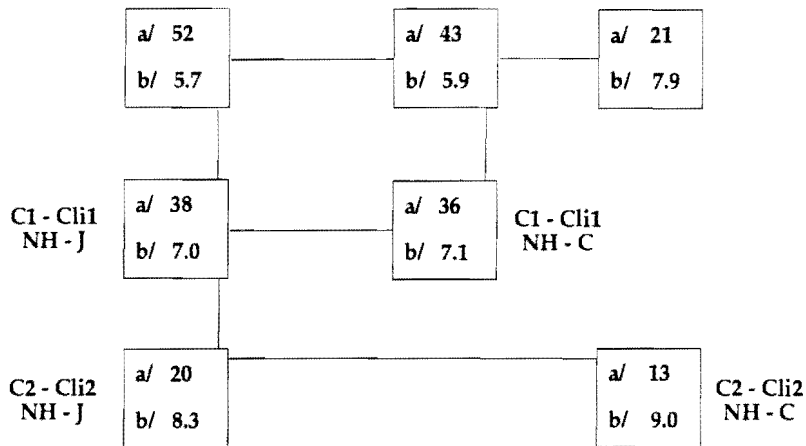 a/ 52
b/ 5.7
a/ 43
b/ 5.9
a/ 21
b/ 7.9
C1 - Cli1
NH - J
a/ 38
b/ 7.0
a/ 36
b/ 7.1
C1 - Cli1
NH - C
C2 - Cli2
NH - J
a/ 20
b/ 8.3
a/ 13
b/ 9.0
C2 - Cli2
NH - C